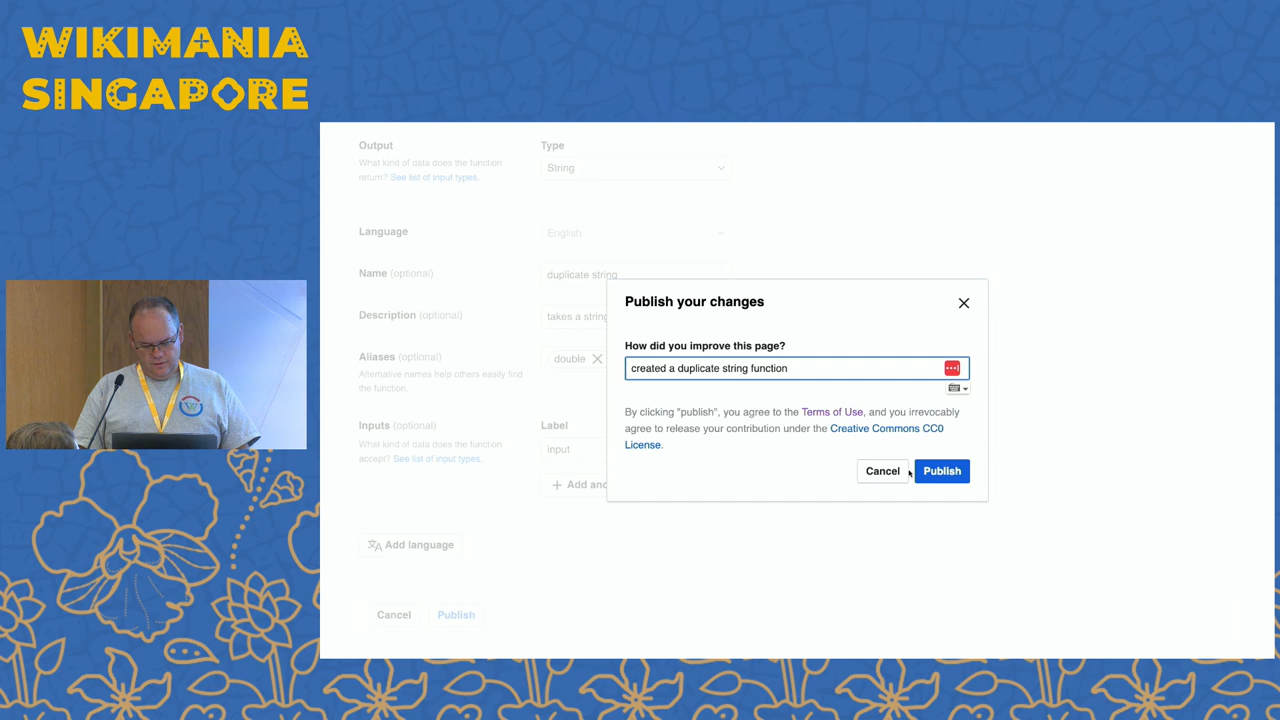 WIKIMANIA
SINGAPORE
Output
What kind of data does the function
return? See list of input types.
Type
String
Language
English
Name (optional)
duplicate string
Description (optional)
takes a string
Aliases (optional)
Alternative names help others easily find
the function.
double
Inputs (optional)
What kind of data does the function
accept? See list of input types.
Label
input
+ Add ano
Add language
Cancel
Publish
Publish your changes
How did you improve this page?
created a duplicate string function
By clicking "publish", you agree to the Terms of Use, and you irrevocably
agree to release your contribution under the Creative Commons CC0
License.
Cancel
Publish